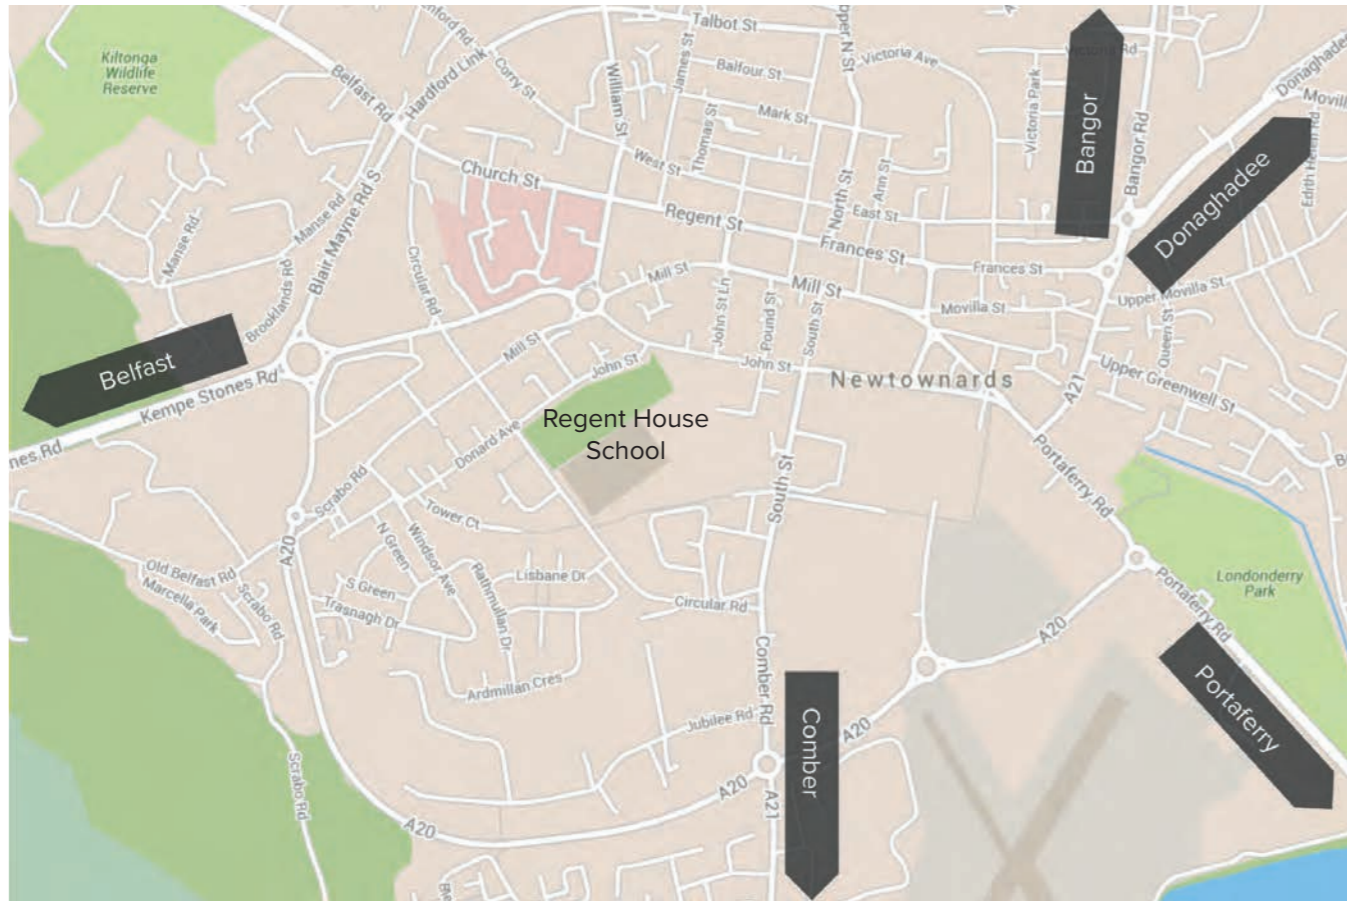 Talbot St
Kiltonga
Wildlife
Reserve
Belfast Rd
Hardford Link
Corry St
William St
James St
Balfour St
Thomas St
Mark St
Victoria Ave
Victoria Park
Victoria Rd
Bangor
Bangor Rd
Donaghadee
Edith Helen Rd
West St
Church St
Regent St
North St
Ann St
East St
Frances St
Frances St
Manse Rd
Manse Rd
Blair Mayne Rd S
Circular Rd
Brooklands Rd
Mill St
Mill St
Movilla St
Upper Movilla St
Queen St
John St Ln
Pound St
South St
Belfast
Kempe Stones Rd
Mill St
John St
John St
Newtownards
A21
Upper Greenwell St
Regent House
School
Donard Ave
Scrabo Rd
Portaferry Rd
South St
Tower Ct
A20
N Green
Windsor Ave
Old Belfast Rd
Marcella Park
Scrabo Rd
S Green
Trasnagh Dr
Rathmullan Dr
Lisbane Dr
Circular Rd
Londonderry
Park
Portaferry Rd
A20
Portaferry
Ardmillan Cres
Comber Rd
Jubilee Rd
A20
Comber
Scrabo Rd
A20
A20
A21